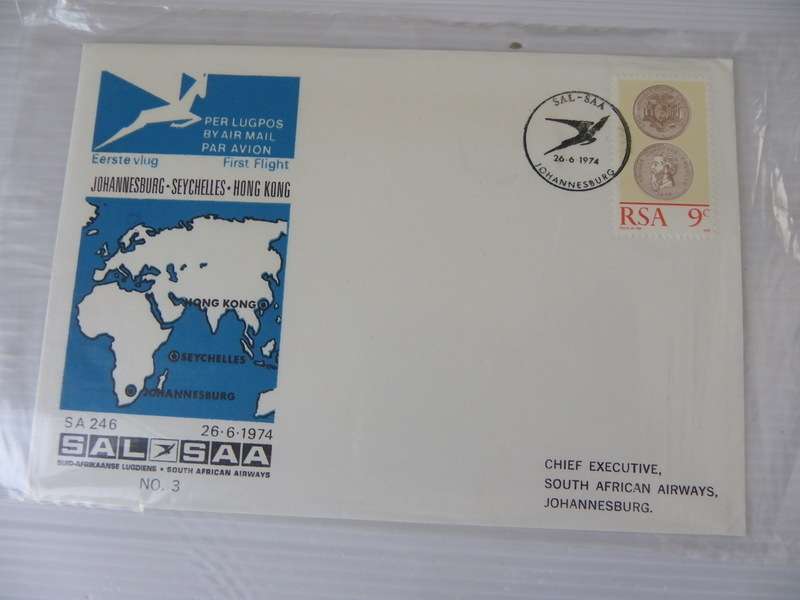 PER LUGPOS
BY AIR MAIL
PAR AVION
Eerste vlug First Flight
JOHANNESBURG • SEYCHELLES • HONG KONG
HONG KONG
SEYCHELLES
JOHANNESBURG
SA 246 26·6·1974
SAL SAA
SUID-AFRIKAANSE LUGDIENS • SOUTH AFRICAN AIRWAYS
NO. 3
SAL-SAA
26·6·1974
JOHANNESBURG
RSA 9c
CHIEF EXECUTIVE,
SOUTH AFRICAN AIRWAYS,
JOHANNESBURG.